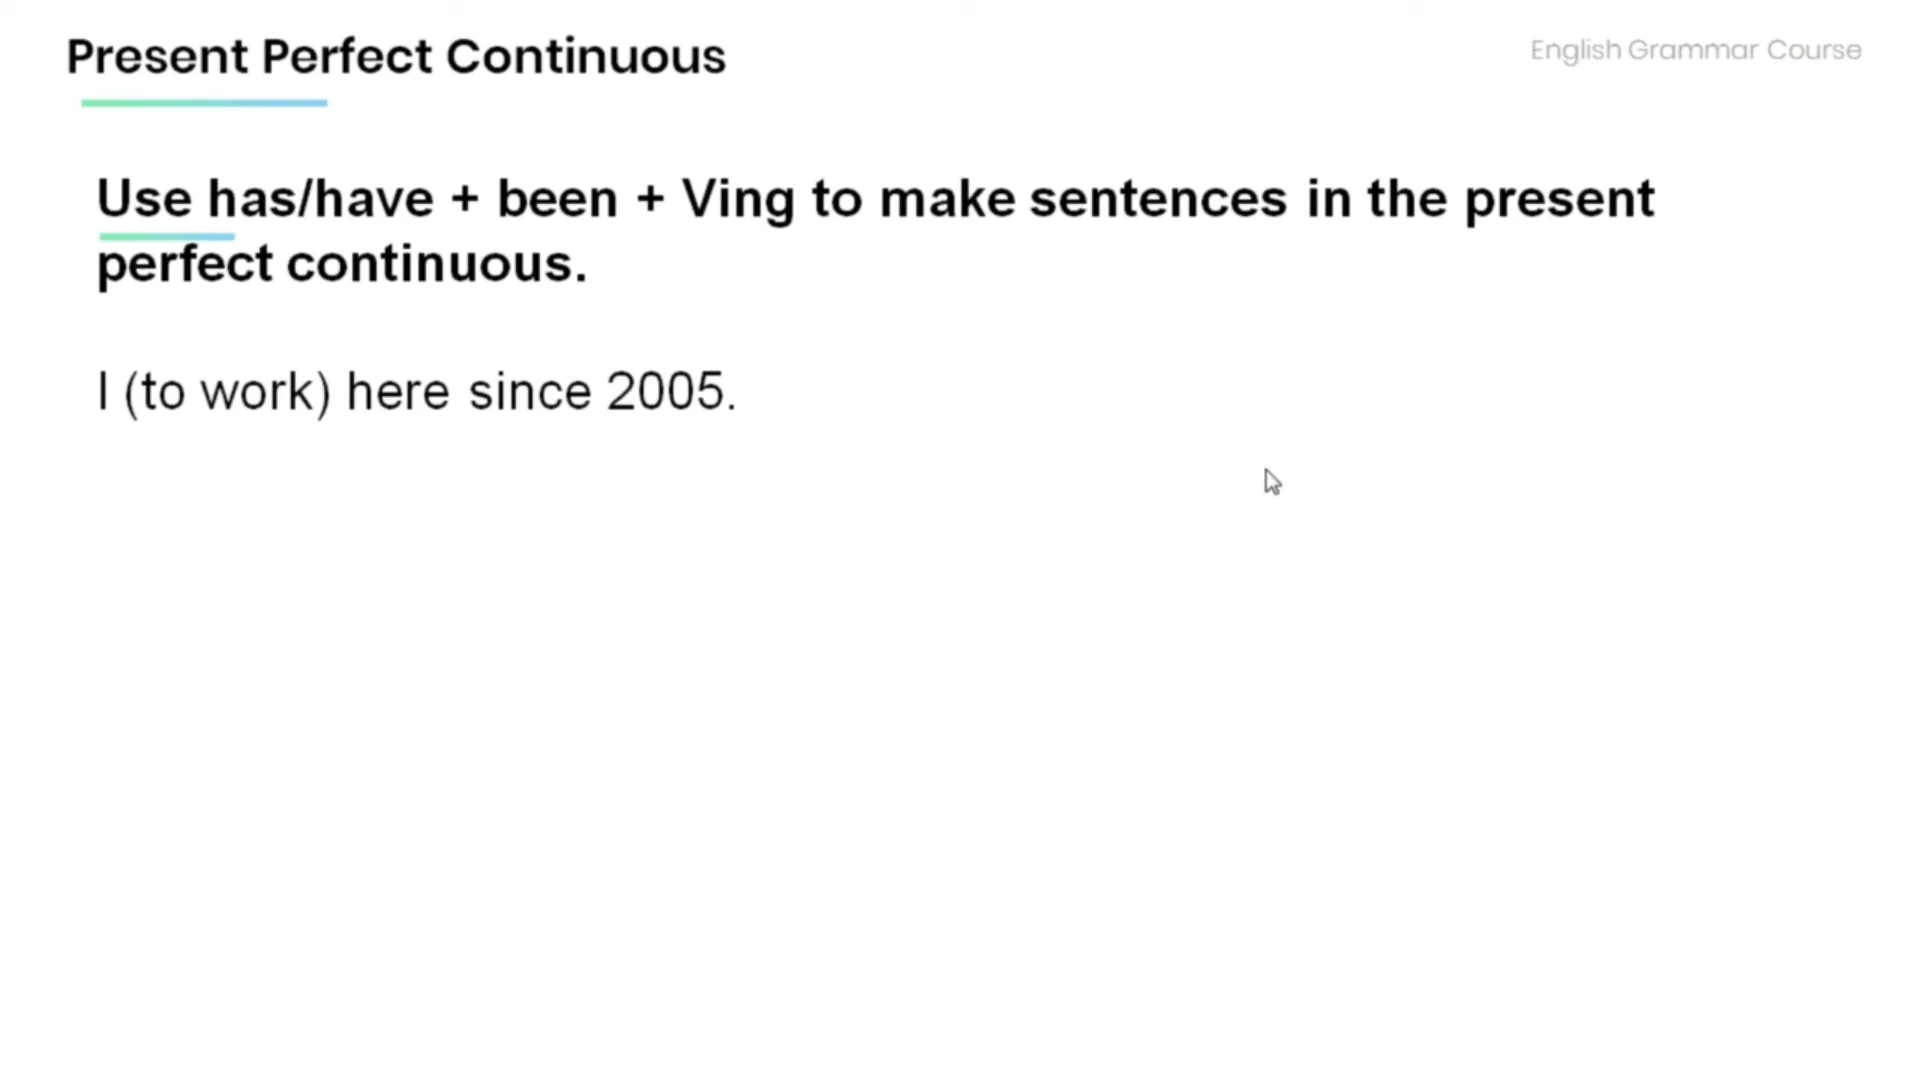 Present Perfect Continuous
English Grammar Course
Use has/have + been + Ving to make sentences in the present
perfect continuous.
I (to work) here since 2005.